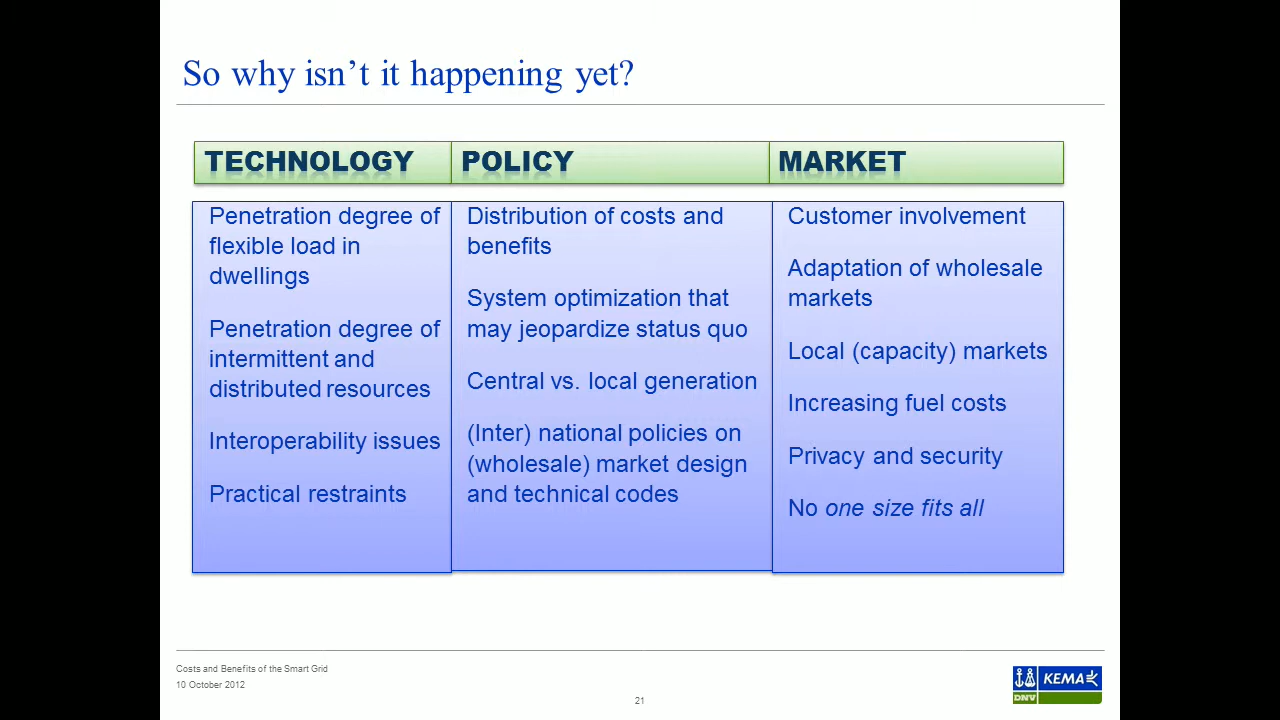 So why isn't it happening yet?
TECHNOLOGY
POLICY
MARKET
Penetration degree of
flexible load in
dwellings
Penetration degree of
intermittent and
distributed resources
Interoperability issues
Practical restraints
Distribution of costs and
benefits
System optimization that
may jeopardize status quo
Central vs. local generation
(Inter) national policies on
(wholesale) market design
and technical codes
Customer involvement
Adaptation of wholesale
markets
Local (capacity) markets
Increasing fuel costs
Privacy and security
No one size fits all
Costs and Benefits of the Smart Grid
10 October 2012
21
KEMA
DNV